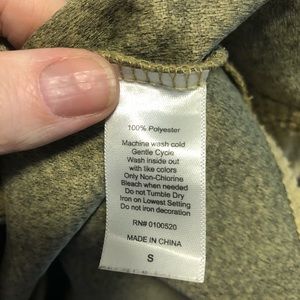 100% Polyester
Machine wash cold
Gentle Cycle
Wash inside out
with like colors
Only Non-Chlorine
Bleach when needed
Do not Tumble Dry
Iron on Lowest Setting
Do not iron decoration
RN# 0100520
MADE IN CHINA
S